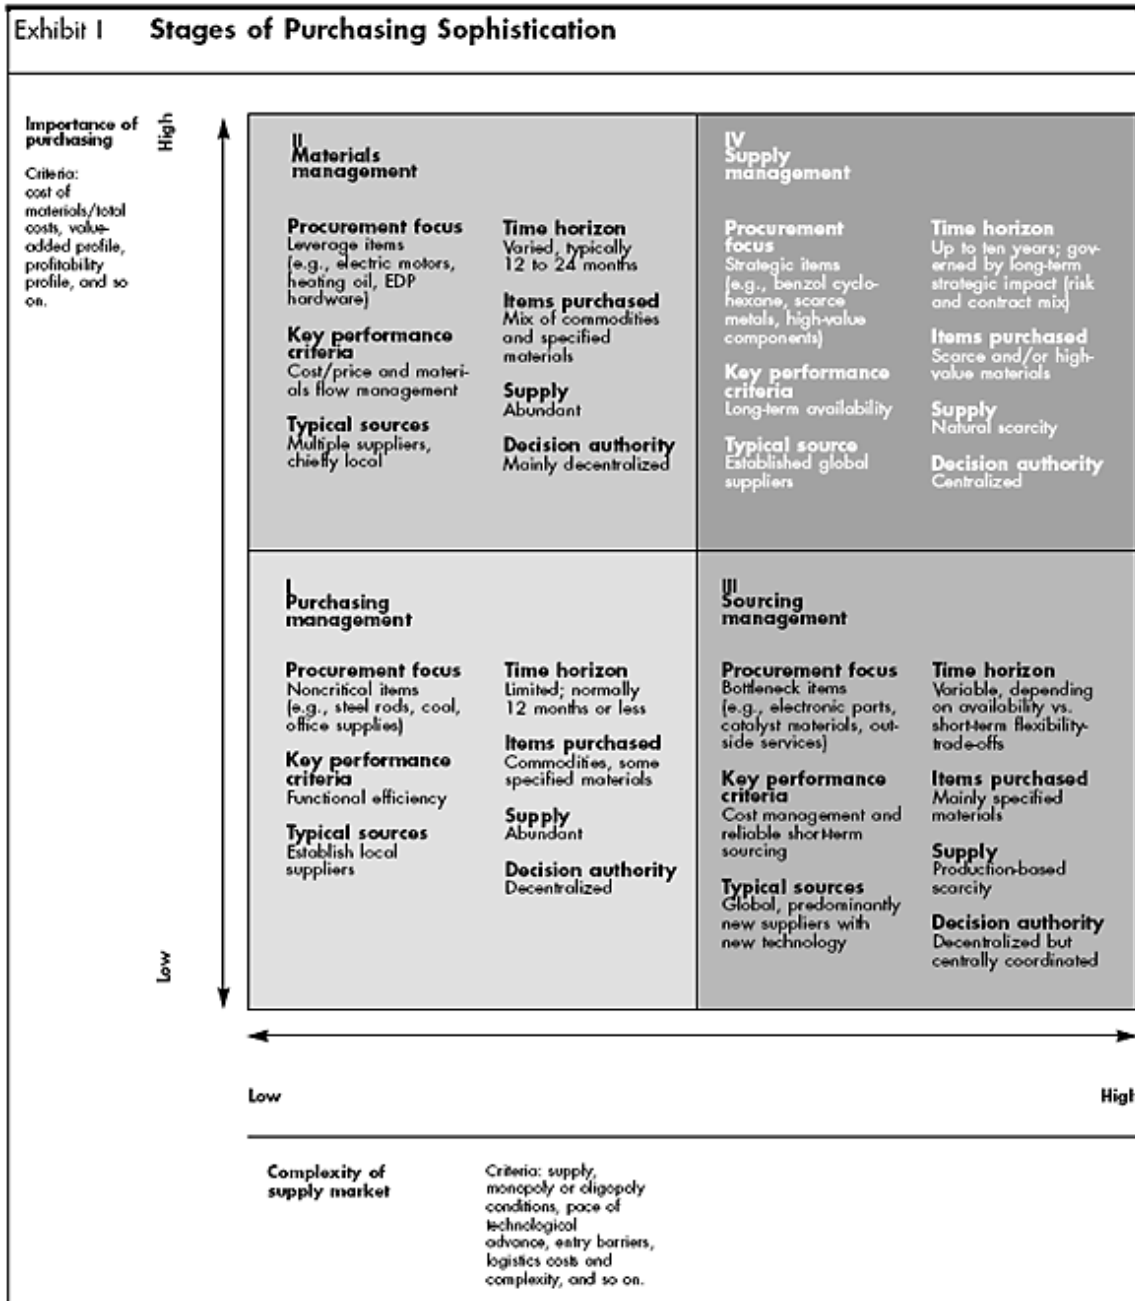 Exhibit I Stages of Purchasing Sophistication
Importance of
purchasing
Criteria:
cost of
materials/total
costs, value-
added profile,
profitability
profile, and so
on.
High
Low
II
Materials
management
Procurement focus
Leverage items
(e.g., electric motors,
heating oil, EDP
hardware)
Key performance
criteria
Cost/price and materi-
als flow management
Typical sources
Multiple suppliers,
chiefly local
Time horizon
Varied, typically
12 to 24 months
Items purchased
Mix of commodities
and specified
materials
Supply
Abundant
Decision authority
Mainly decentralized
IV
Supply
management
Procurement
focus
Strategic items
(e.g., benzol cyclo-
hexane, scarce
metals, high-value
components)
Key performance
criteria
Long-term availability
Typical source
Established global
suppliers
Time horizon
Up to ten years; gov-
erned by long-term
strategic impact (risk
and contract mix)
Items purchased
Scarce and/or high-
value materials
Supply
Natural scarcity
Decision authority
Centralized
I
Purchasing
management
Procurement focus
Noncritical items
(e.g., steel rods, coal,
office supplies)
Key performance
criteria
Functional efficiency
Typical sources
Establish local
suppliers
Time horizon
Limited; normally
12 months or less
Items purchased
Commodities, some
specified materials
Supply
Abundant
Decision authority
Decentralized
III
Sourcing
management
Procurement focus
Bottleneck items
(e.g., electronic parts,
catalyst materials, out-
side services)
Key performance
criteria
Cost management and
reliable short-term
sourcing
Typical sources
Global, predominantly
new suppliers with
new technology
Time horizon
Variable, depending
on availability vs.
short-term flexibility-
trade-offs
Items purchased
Mainly specified
materials
Supply
Production-based
scarcity
Decision authority
Decentralized but
centrally coordinated
Low
High
Complexity of
supply market
Criteria: supply,
monopoly or oligopoly
conditions, pace of
technological
advance, entry barriers,
logistics costs and
complexity, and so on.